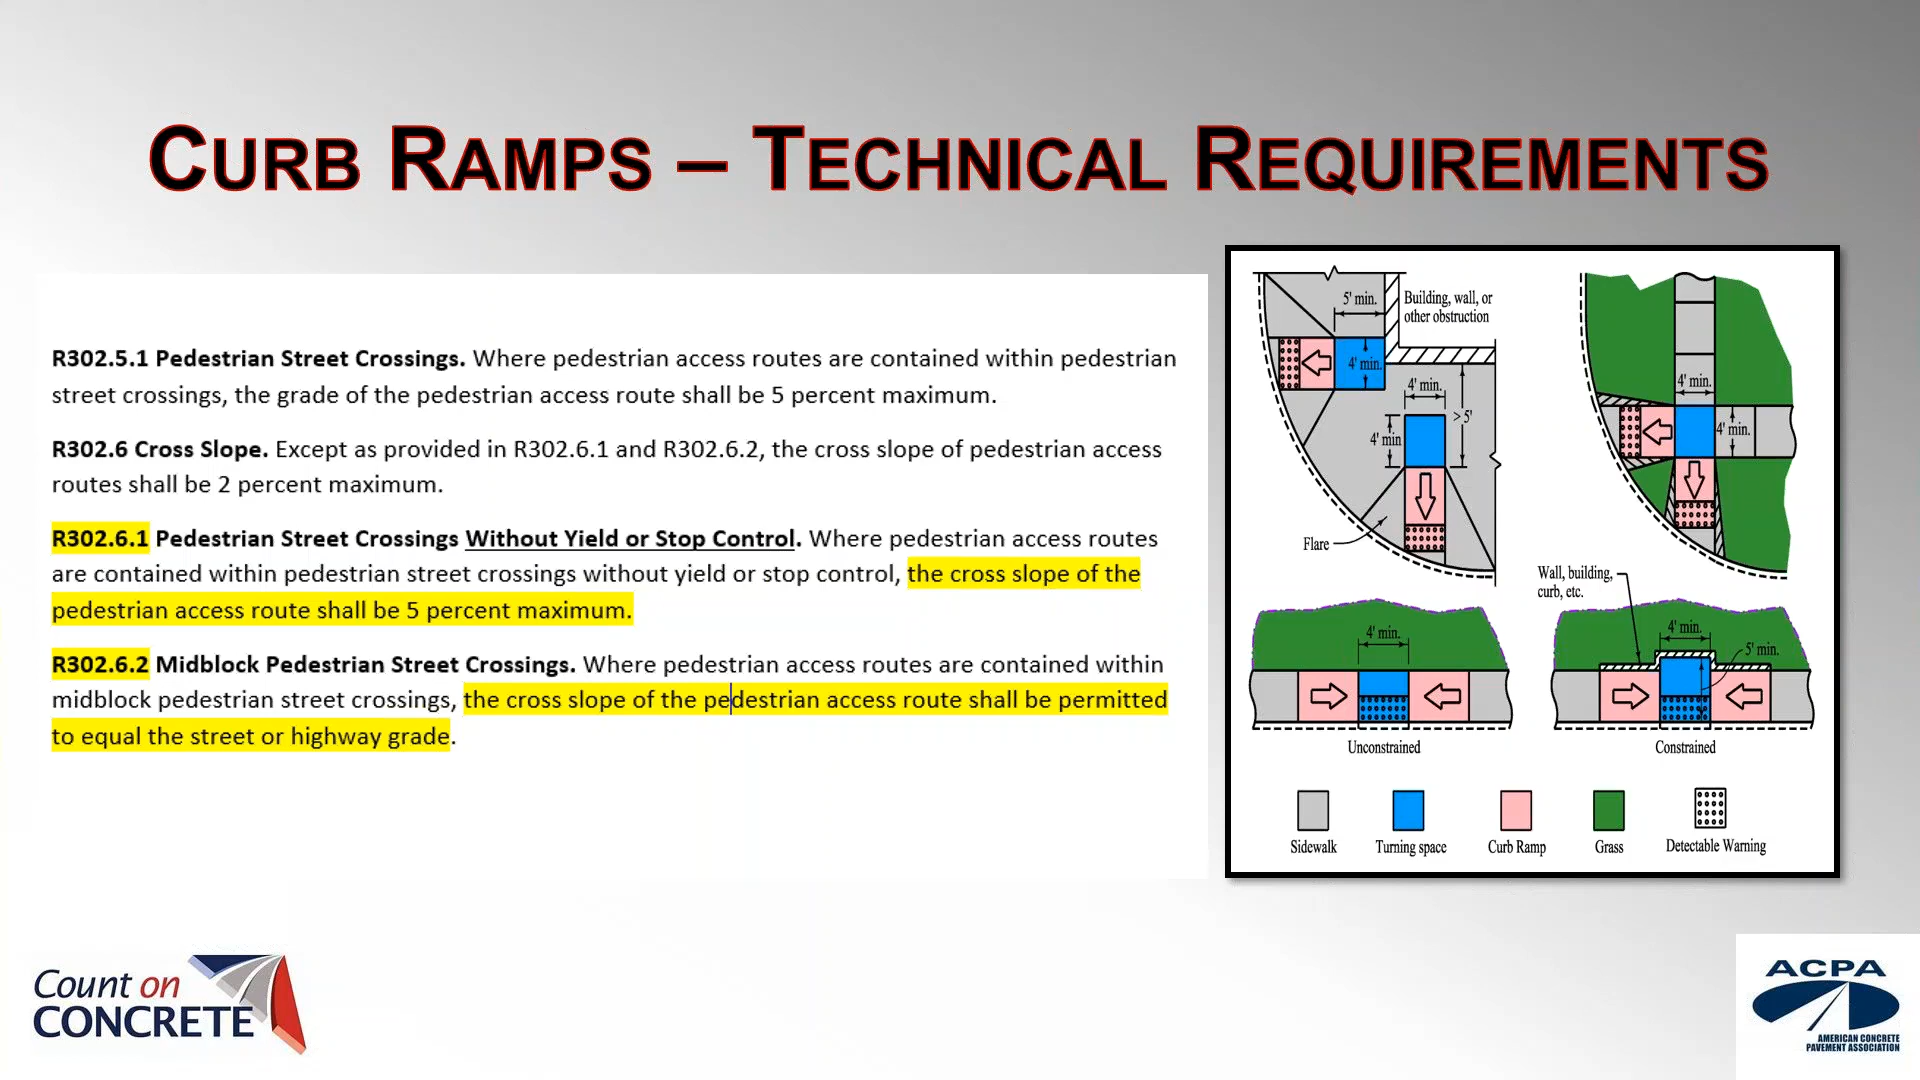 CURB RAMPS – TECHNICAL REQUIREMENTS
R302.5.1 Pedestrian Street Crossings. Where pedestrian access routes are contained within pedestrian
street crossings, the grade of the pedestrian access route shall be 5 percent maximum.
R302.6 Cross Slope. Except as provided in R302.6.1 and R302.6.2, the cross slope of pedestrian access
routes shall be 2 percent maximum.
R302.6.1 Pedestrian Street Crossings Without Yield or Stop Control. Where pedestrian access routes
are contained within pedestrian street crossings without yield or stop control, the cross slope of the
pedestrian access route shall be 5 percent maximum.
R302.6.2 Midblock Pedestrian Street Crossings. Where pedestrian access routes are contained within
midblock pedestrian street crossings, the cross slope of the pedestrian access route shall be permitted
to equal the street or highway grade.
5' min.
Building, wall, or
other obstruction
4' min.
4' min.
> 5'
4' min
Flare
4' min.
4' min.
Wall, building,
curb, etc.
4' min.
4' min.
5' min.
Unconstrained
Constrained
Sidewalk
Turning space
Curb Ramp
Grass
Detectable Warning
Count on
CONCRETE
ACPA
AMERICAN CONCRETE
PAVEMENT ASSOCIATION